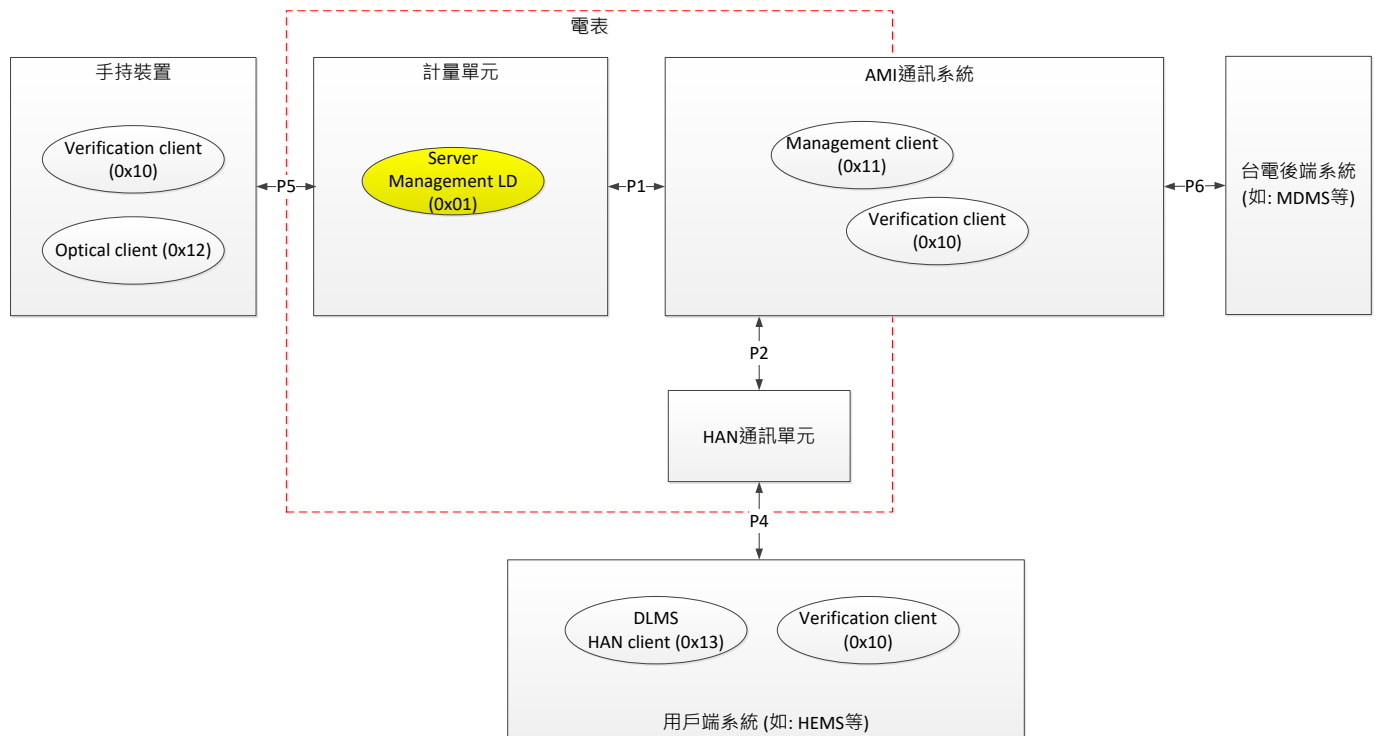 電表
手持裝置
Verification client
(0x10)
Optical client (0x12)
P5
計量單元
Server
Management LD
(0x01)
P1
AMI通訊系統
Management client
(0x11)
Verification client
(0x10)
P6
台電後端系統
(如: MDMS等)
P2
HAN通訊單元
P4
DLMS
HAN client (0x13)
Verification client
(0x10)
用戶端系統 (如: HEMS等)